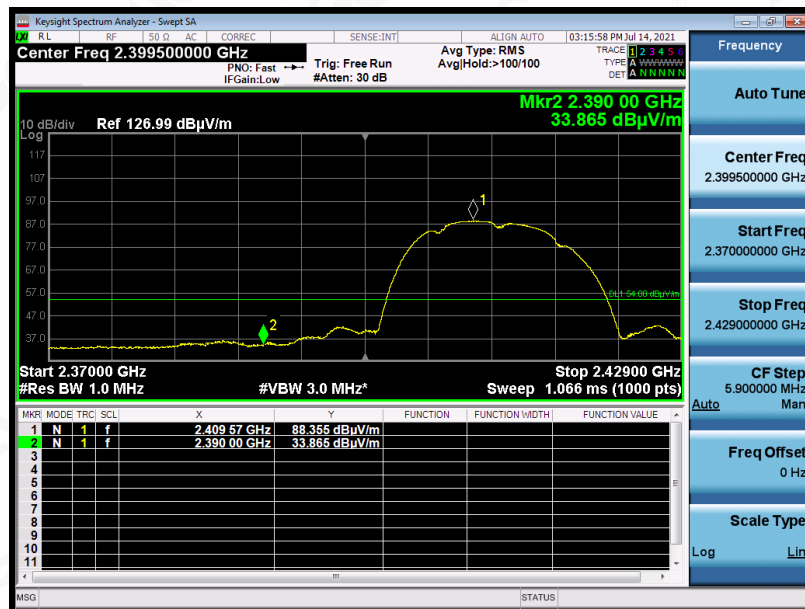 Keysight Spectrum Analyzer - Swept SA
LXI RL RF 50 Ω AC CORREC SENSE:INT ALIGN AUTO 03:15:58 PM Jul 14, 2021
Center Freq 2.399500000 GHz
PNO: Fast
IFGain:Low
Trig: Free Run
#Atten: 30 dB
Avg Type: RMS
Avg|Hold:>100/100
TRACE 1 2 3 4 5 6
TYPE A WWWWW
DET A N N N N N
Mkr2 2.390 00 GHz
33.865 dBµV/m
10 dB/div Ref 126.99 dBµV/m
Log
117
107
97.0
87.0
77.0
67.0
57.0
47.0
37.0
1
2
DL1 54.00 dBµV/m
Start 2.37000 GHz Stop 2.42900 GHz
#Res BW 1.0 MHz #VBW 3.0 MHz* Sweep 1.066 ms (1000 pts)
MKR MODE TRC SCL X Y FUNCTION FUNCTION WIDTH FUNCTION VALUE
1 N 1 f 2.409 57 GHz 88.355 dBµV/m
2 N 1 f 2.390 00 GHz 33.865 dBµV/m
3
4
5
6
7
8
9
10
11
MSG STATUS
Frequency
Auto Tune
Center Freq
2.399500000 GHz
Start Freq
2.370000000 GHz
Stop Freq
2.429000000 GHz
CF Step
5.900000 MHz
Auto Man
Freq Offset
0 Hz
Scale Type
Log Lin